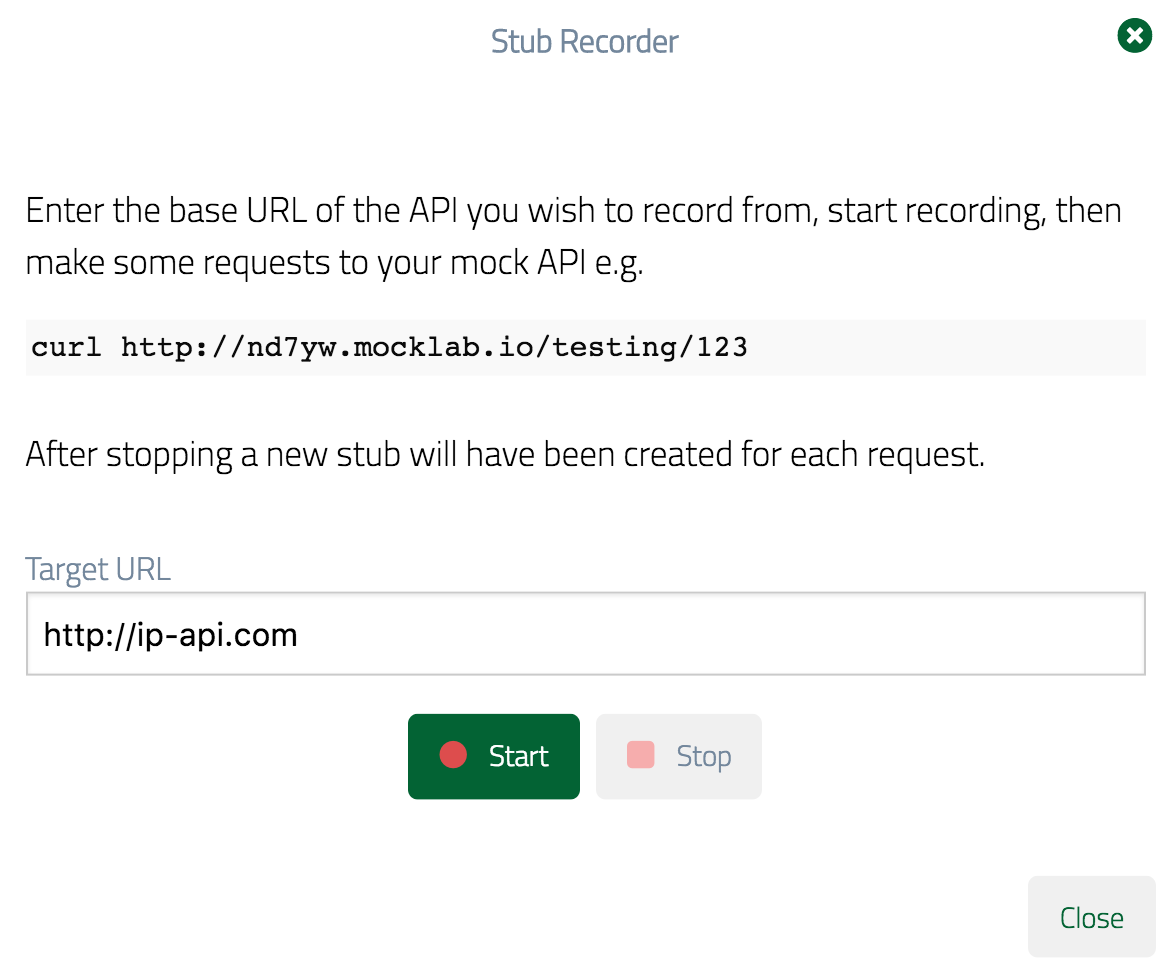 Stub Recorder
Enter the base URL of the API you wish to record from, start recording, then
make some requests to your mock API e.g.
curl http://nd7yw.mocklab.io/testing/123
After stopping a new stub will have been created for each request.
Target URL
http://ip-api.com
Start
Stop
Close